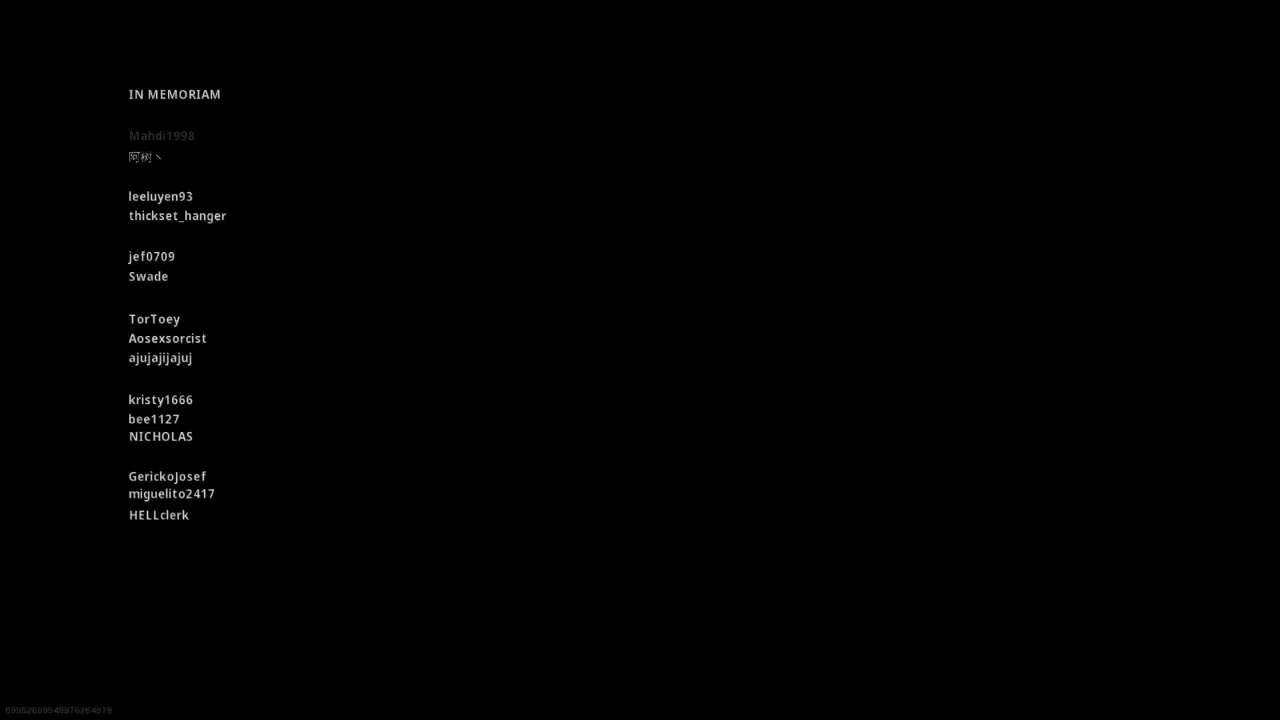 IN MEMORIAM
Mahdi1998
阿树丶
leeluyen93
thickset_hanger
jef0709
Swade
TorToey
Aosexsorcist
ajujajijajuj
kristy1666
bee1127
NICHOLAS
GerickoJosef
miguelito2417
HELLclerk